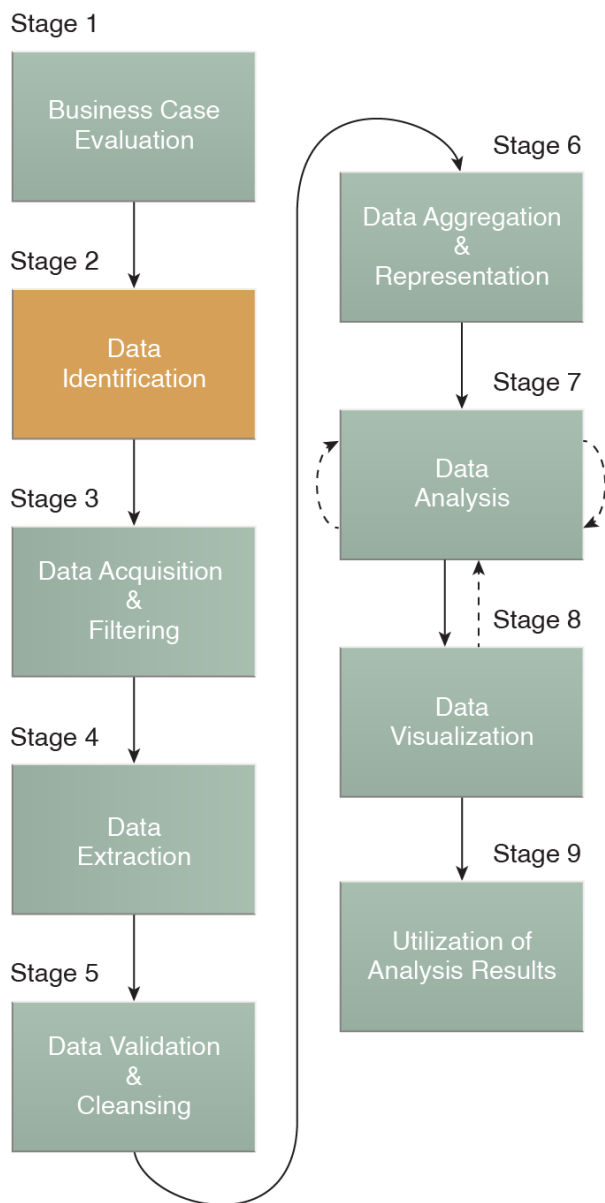 Stage 1
Business Case
Evaluation
Stage 2
Data
Identification
Stage 3
Data Acquisition
&
Filtering
Stage 4
Data
Extraction
Stage 5
Data Validation
&
Cleansing
Stage 6
Data Aggregation
&
Representation
Stage 7
Data
Analysis
Stage 8
Data
Visualization
Stage 9
Utilization of
Analysis Results